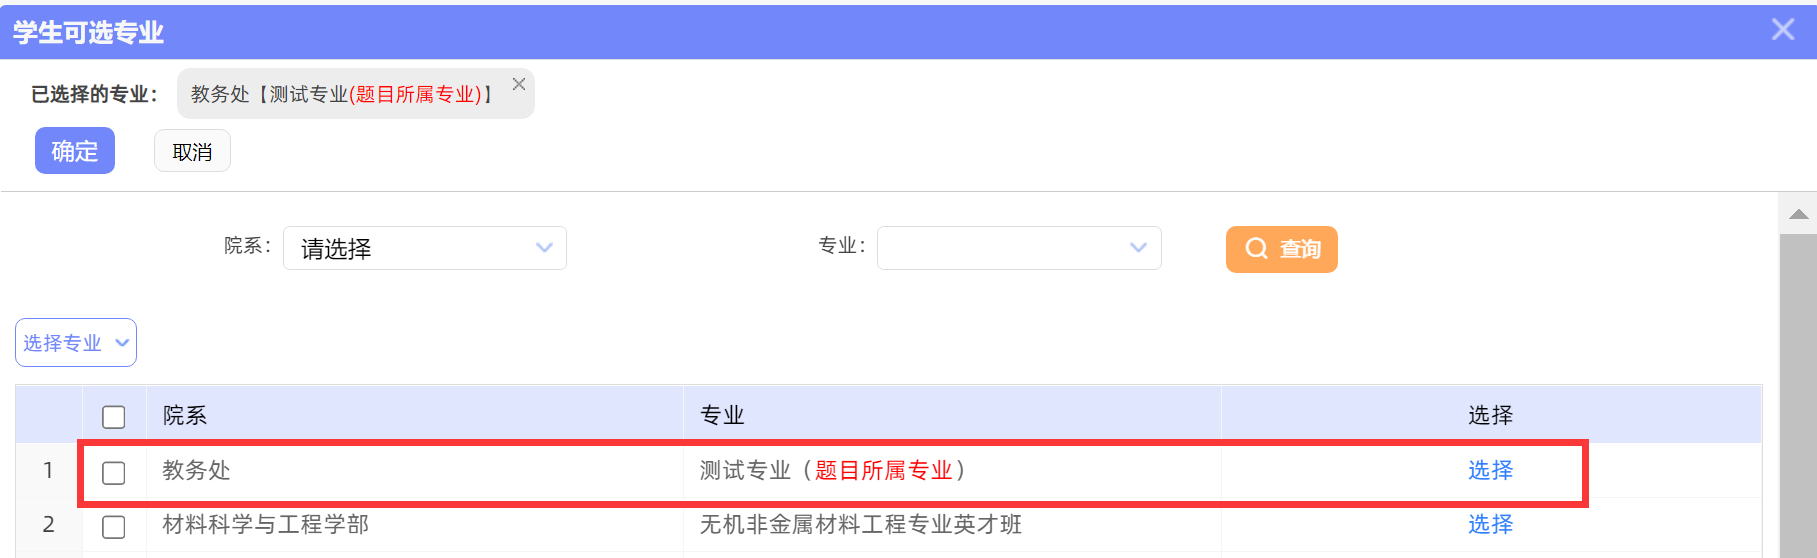 学生可选专业
已选择的专业： 教务处【测试专业(题目所属专业)】
确定 取消
院系： 请选择 专业： 查询
选择专业
院系 专业 选择
1 教务处 测试专业（题目所属专业） 选择
2 材料科学与工程学部 无机非金属材料工程专业英才班 选择